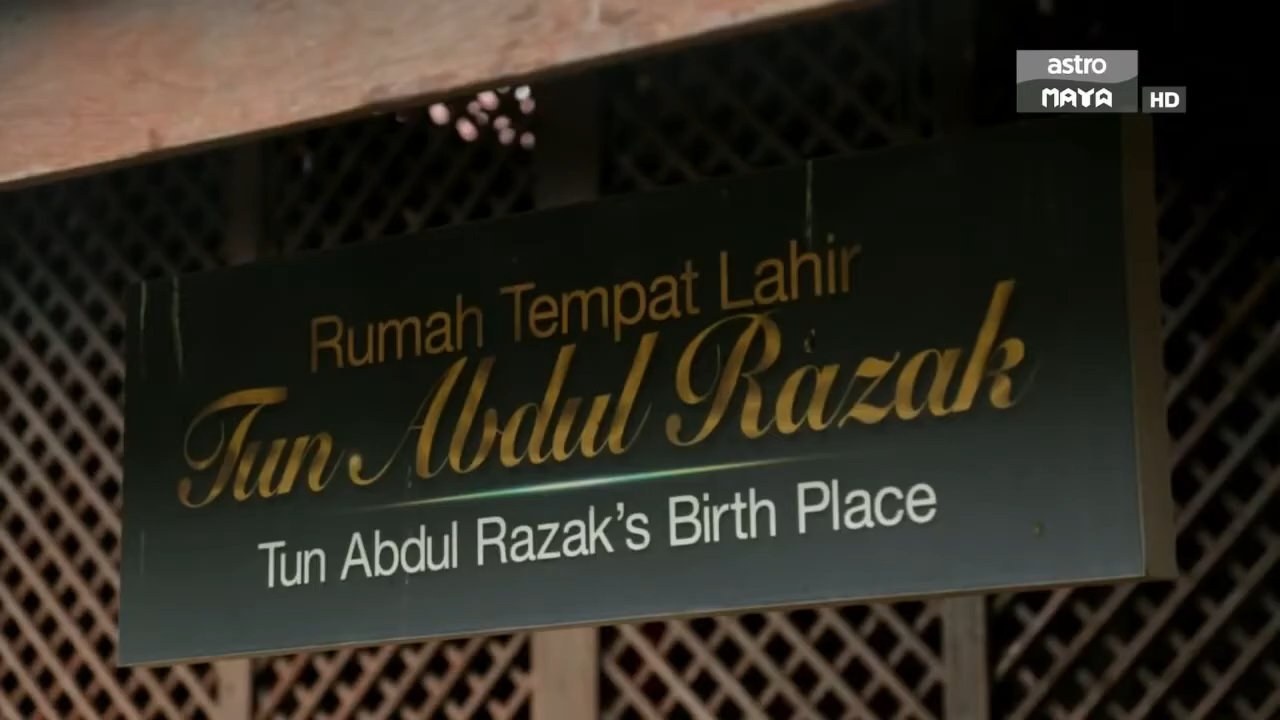 astro
MAYA HD
Rumah Tempat Lahir
Tun Abdul Razak
Tun Abdul Razak's Birth Place